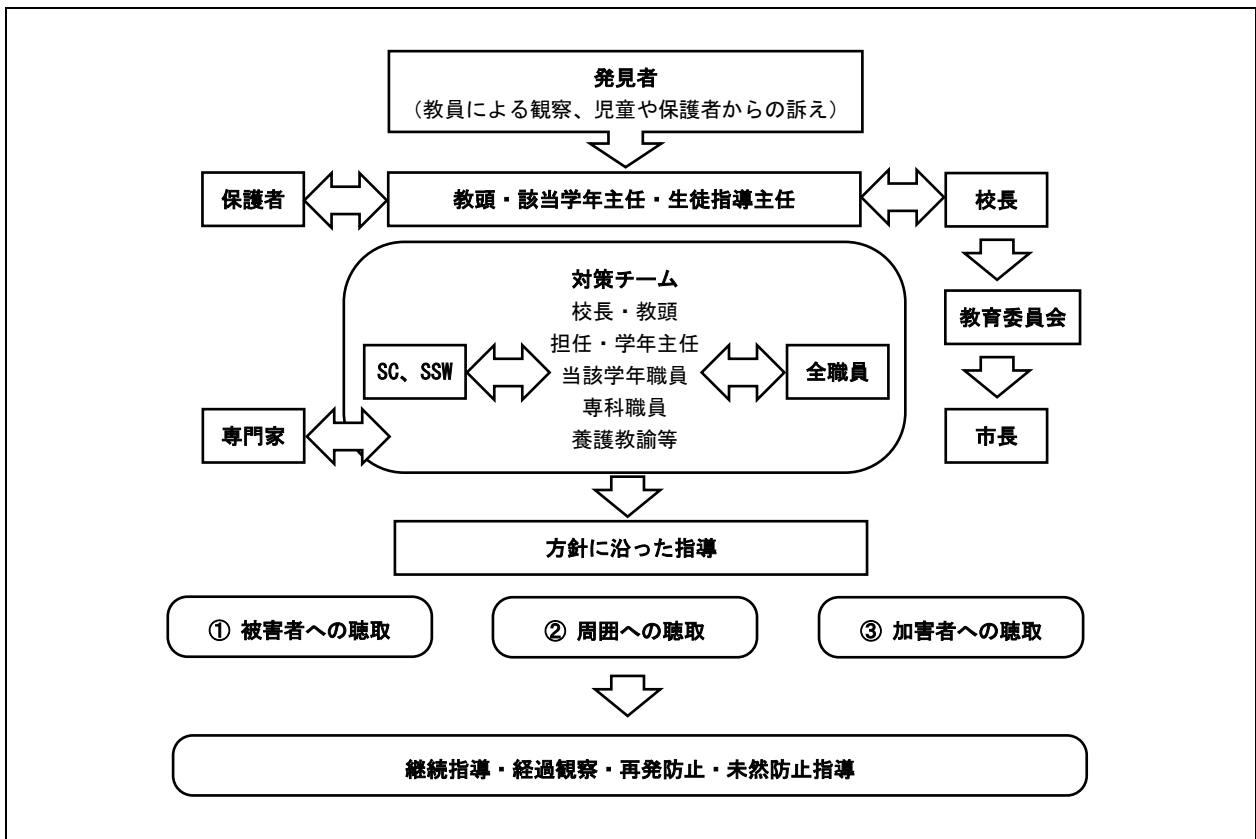 発見者
（教員による観察、児童や保護者からの訴え）
保護者
教頭・該当学年主任・生徒指導主任
校長
対策チーム
校長・教頭
担任・学年主任
当該学年職員
専科職員
養護教諭等
SC、SSW
全職員
専門家
教育委員会
市長
方針に沿った指導
① 被害者への聴取
② 周囲への聴取
③ 加害者への聴取
継続指導・経過観察・再発防止・未然防止指導